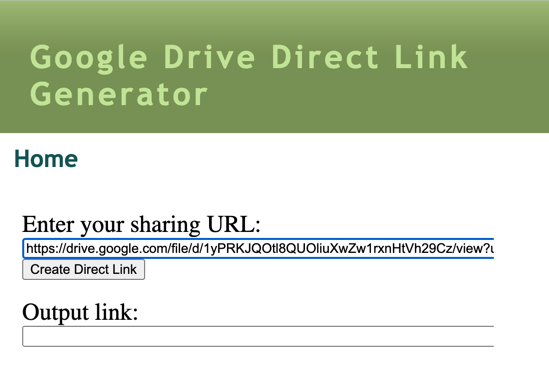 Google Drive Direct Link
Generator
Home
Enter your sharing URL:
https://drive.google.com/file/d/1yPRKJQOtl8QUOliuXwZw1rxnHtVh29Cz/view?u
Create Direct Link
Output link: